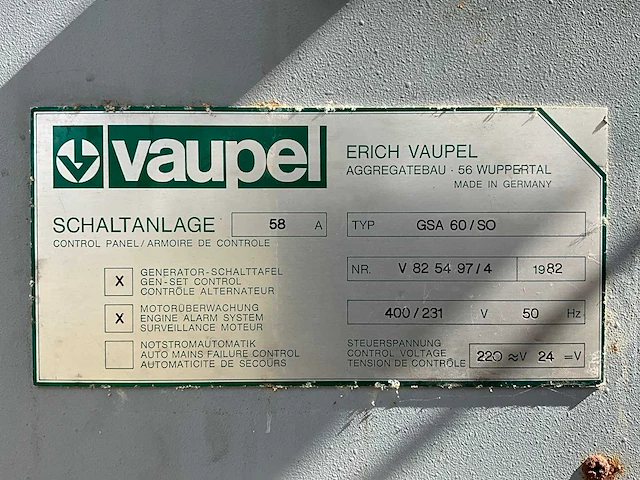 vaupel
ERICH VAUPEL
AGGREGATEBAU · 56 WUPPERTAL
MADE IN GERMANY
SCHALTANLAGE 58 A
CONTROL PANEL/ARMOIRE DE CONTROLE
TYP GSA 60/SO
X GENERATOR-SCHALTTAFEL
GEN-SET CONTROL
CONTRÔLE ALTERNATEUR
NR. V 82 54 97/4 1982
X MOTORÜBERWACHUNG
ENGINE ALARM SYSTEM
SURVEILLANCE MOTEUR
400/231 V 50 Hz
NOTSTROMAUTOMATIK
AUTO MAINS FAILURE CONTROL
AUTOMATICITE DE SECOURS
STEUERSPANNUNG
CONTROL VOLTAGE
TENSION DE CONTRÔLE
220 ≈V 24 =V